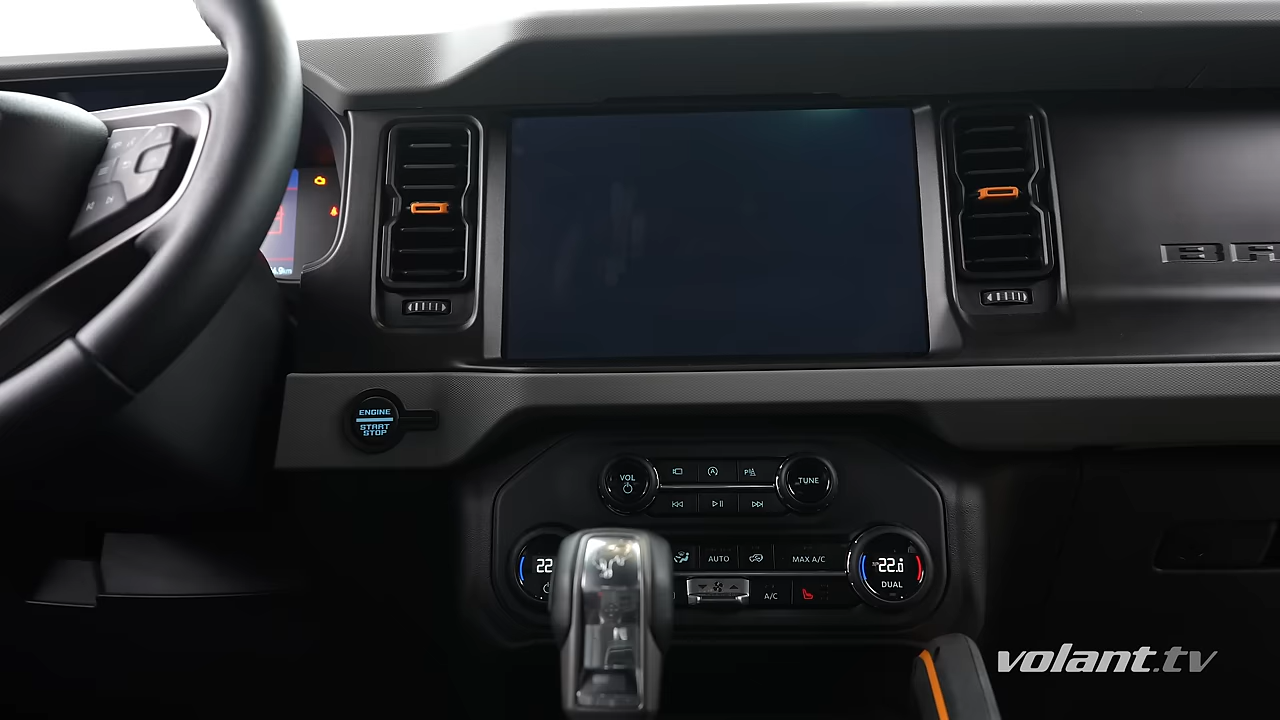 ENGINE
START
STOP
VOL
TUNE
AUTO
MAX A/C
22
22.0
DUAL
A/C
volant.tv